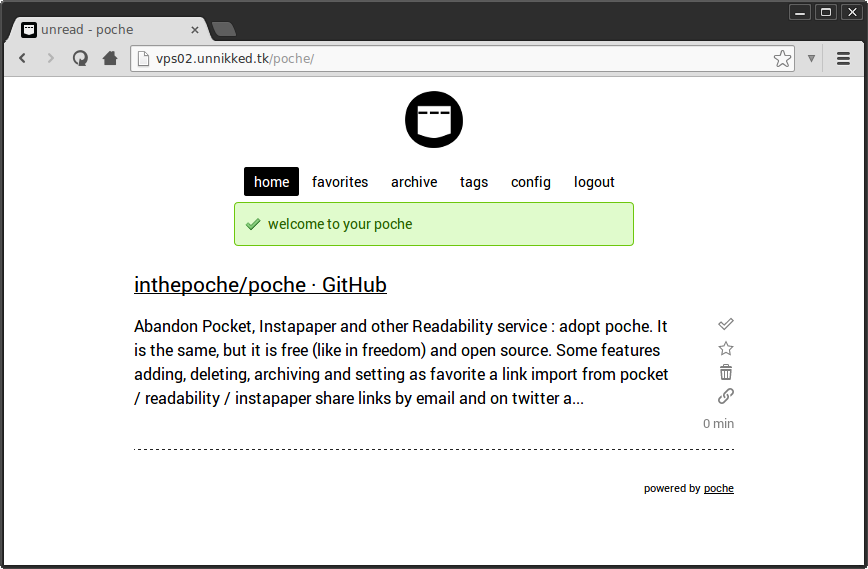 unread - poche
vps02.unnikked.tk/poche/
home favorites archive tags config logout
welcome to your poche
inthepoche/poche · GitHub
Abandon Pocket, Instapaper and other Readability service : adopt poche. It
is the same, but it is free (like in freedom) and open source. Some features
adding, deleting, archiving and setting as favorite a link import from pocket
/ readability / instapaper share links by email and on twitter a...
0 min
powered by poche